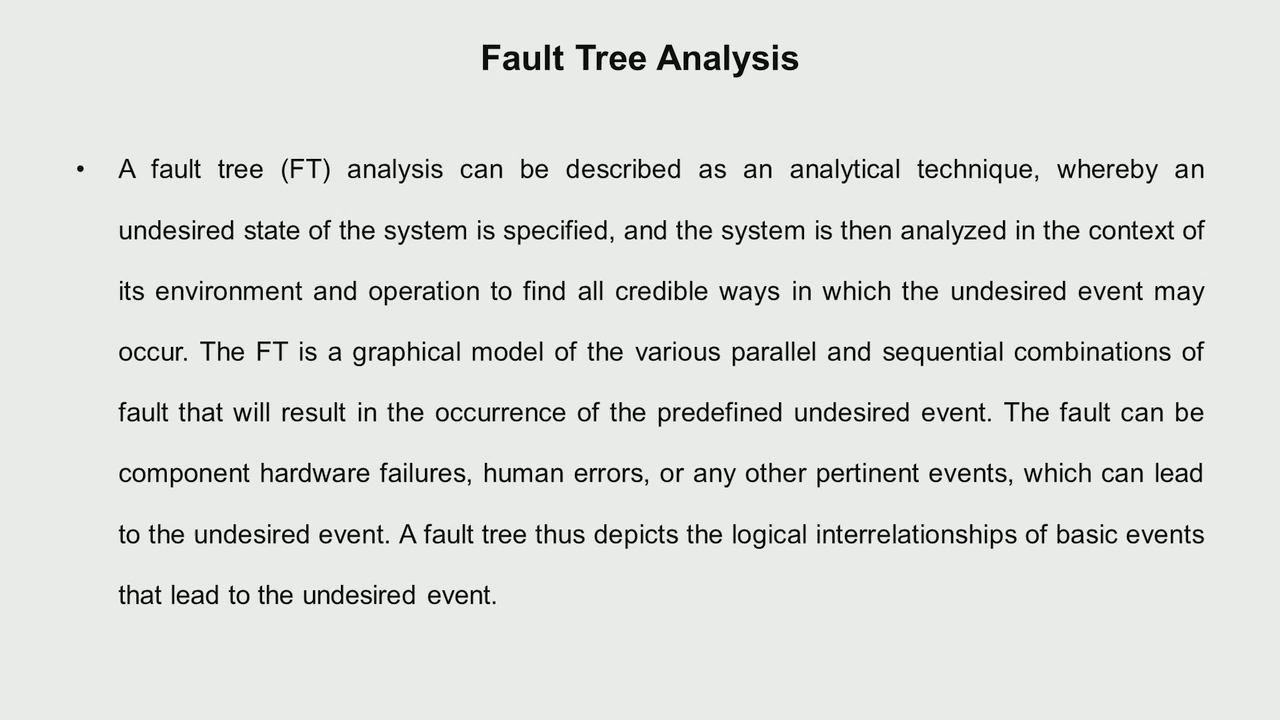 Fault Tree Analysis
• A fault tree (FT) analysis can be described as an analytical technique, whereby an
undesired state of the system is specified, and the system is then analyzed in the context of
its environment and operation to find all credible ways in which the undesired event may
occur. The FT is a graphical model of the various parallel and sequential combinations of
fault that will result in the occurrence of the predefined undesired event. The fault can be
component hardware failures, human errors, or any other pertinent events, which can lead
to the undesired event. A fault tree thus depicts the logical interrelationships of basic events
that lead to the undesired event.